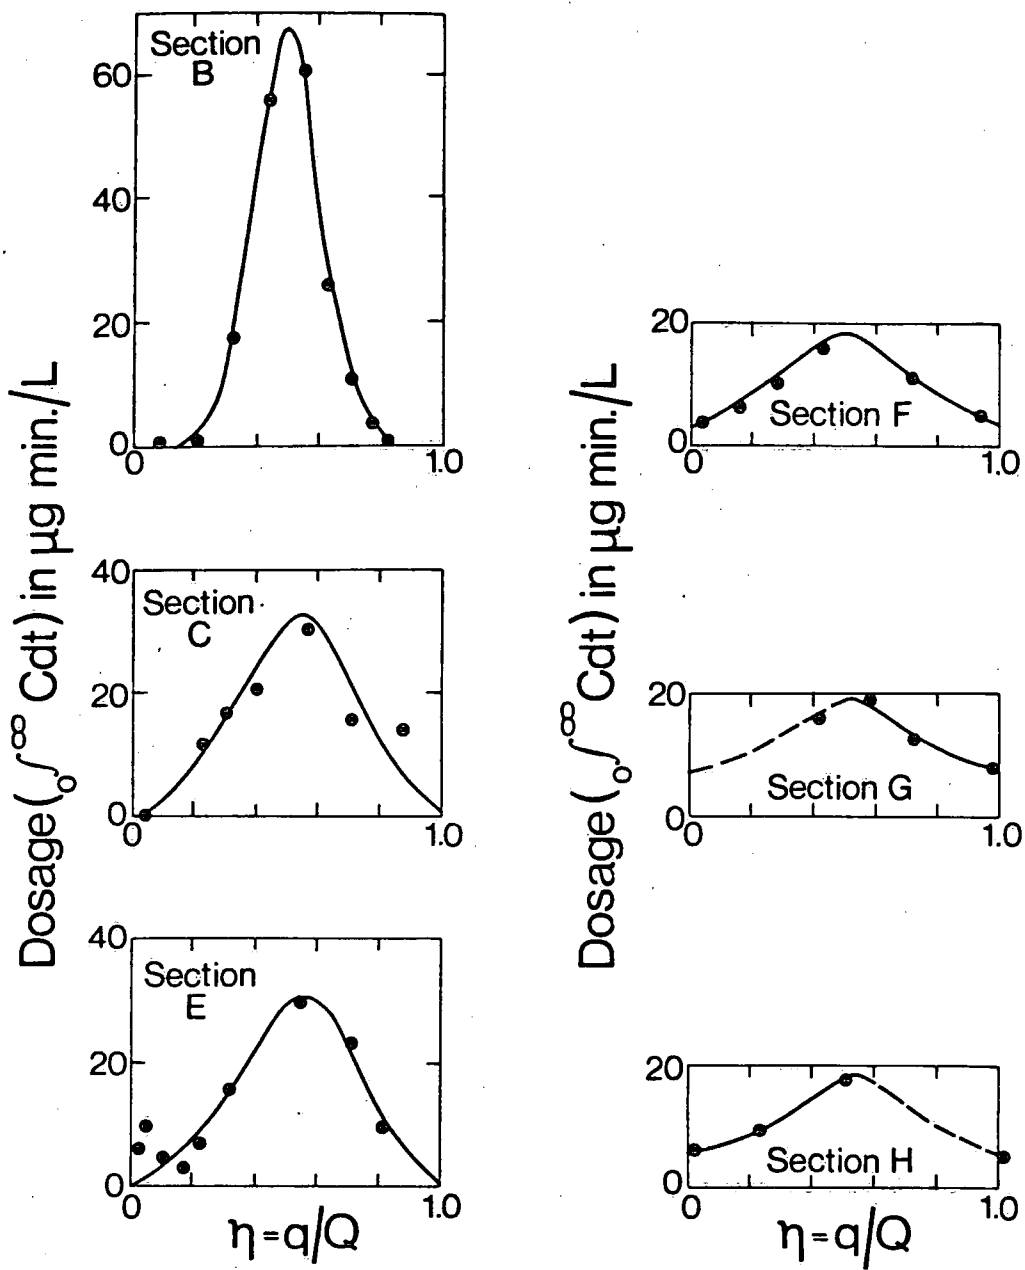 Dosage (₀∫^∞ Cdt) in µg min./L
Section
B
60
40
20
0
0
1.0
Section
C
40
20
0
0
1.0
Section
E
40
20
0
0
1.0
η=q/Q
Dosage (₀∫^∞ Cdt) in µg min./L
20
0
Section F
0
1.0
20
0
Section G
0
1.0
20
0
Section H
0
1.0
η=q/Q